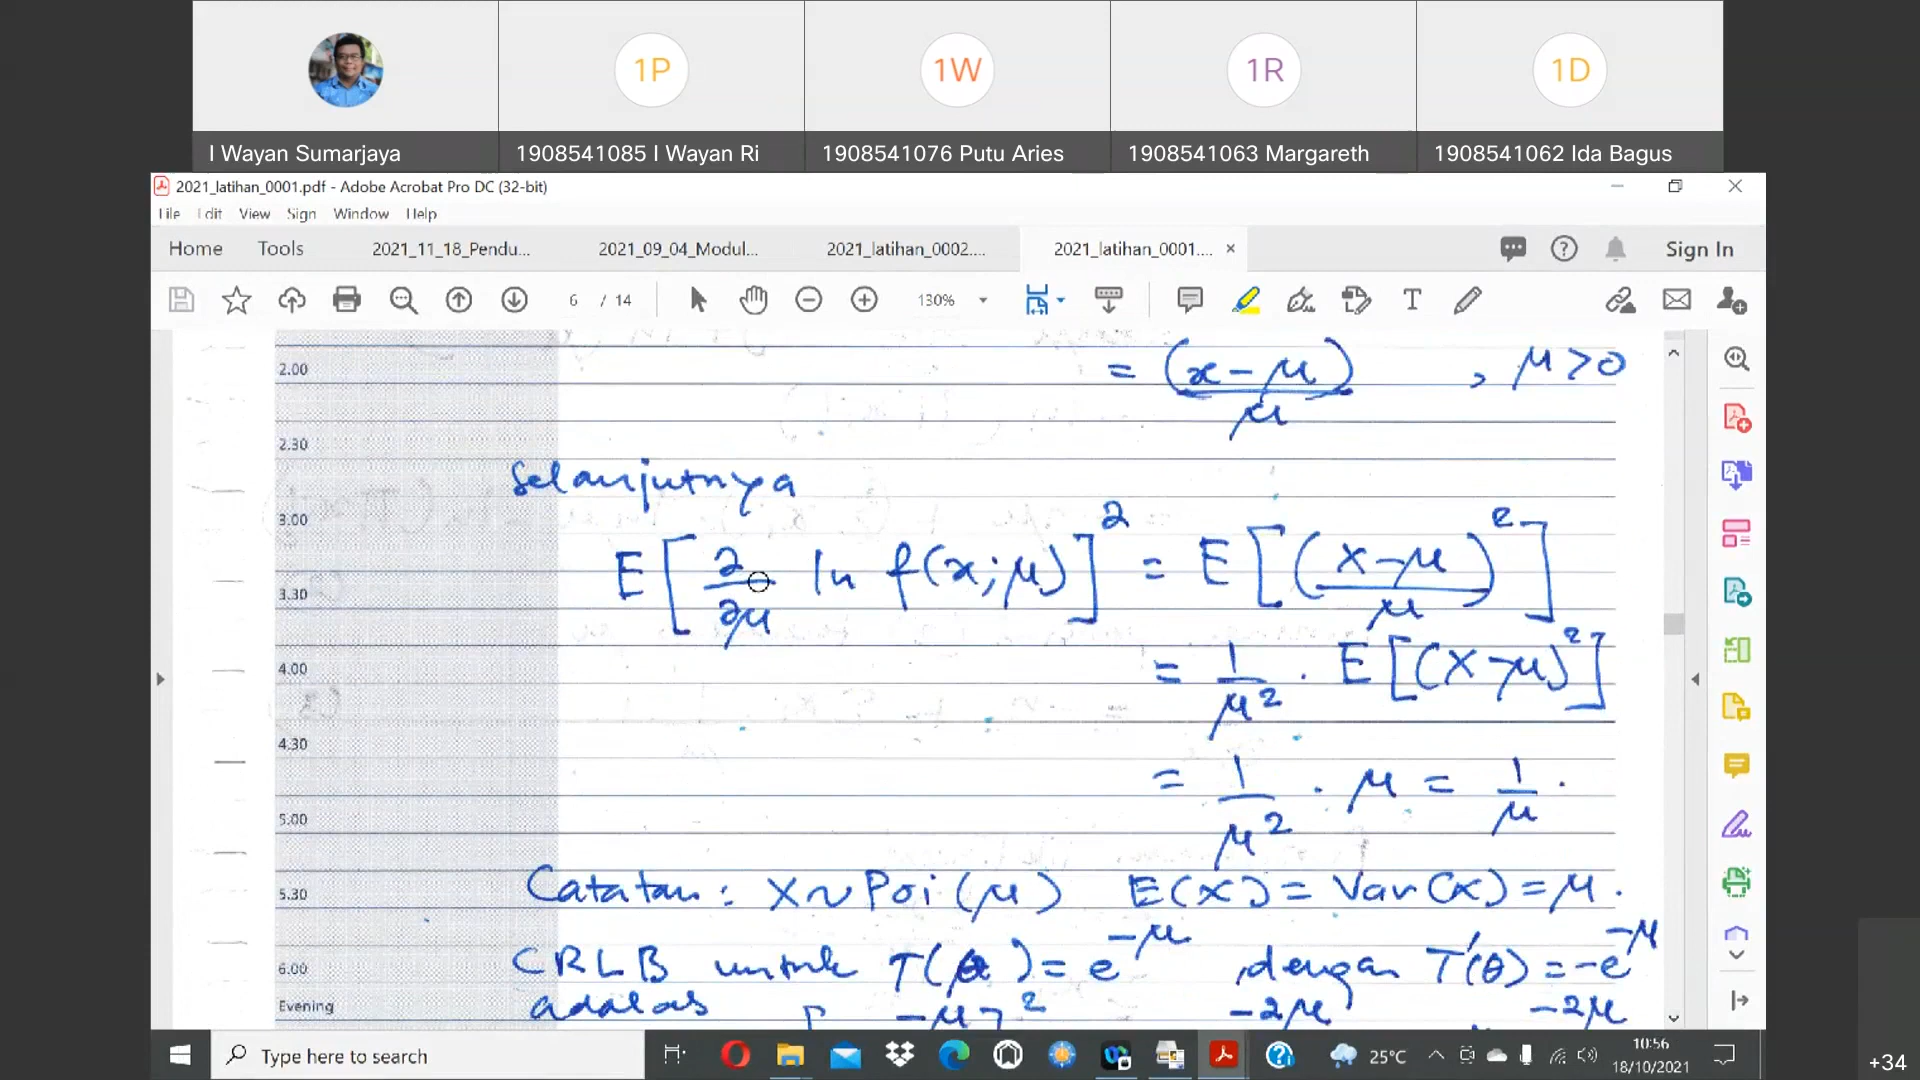 1P
1W
1R
1D
I Wayan Sumarjaya
1908541085 I Wayan Ri
1908541076 Putu Aries
1908541063 Margareth
1908541062 Ida Bagus
2021_latihan_0001.pdf - Adobe Acrobat Pro DC (32-bit)
File Edit View Sign Window Help
Home Tools 2021_11_18_Pendu... 2021_09_04_Modul... 2021_latihan_0002.... 2021_latihan_0001.... × Sign In
6 / 14 130%
= (x-μ)/μ , μ>0
2.00
2.30
Selanjutnya
3.00
E[∂/∂μ ln f(x;μ)]² = E[((X-μ)/μ)²]
3.30
= 1/μ² . E[(X-μ)²]
4.00
4.30
= 1/μ² . μ = 1/μ .
5.00
Catatan: X~Poi(μ) E(X)=Var(X)=μ.
5.30
CRLB untuk T(θ)=e^-μ ,dengan T'(θ)=-e^-μ
6.00
adalah
Evening
-μ]² -2μ -2μ
Type here to search
25°C
10:56
18/10/2021
+34